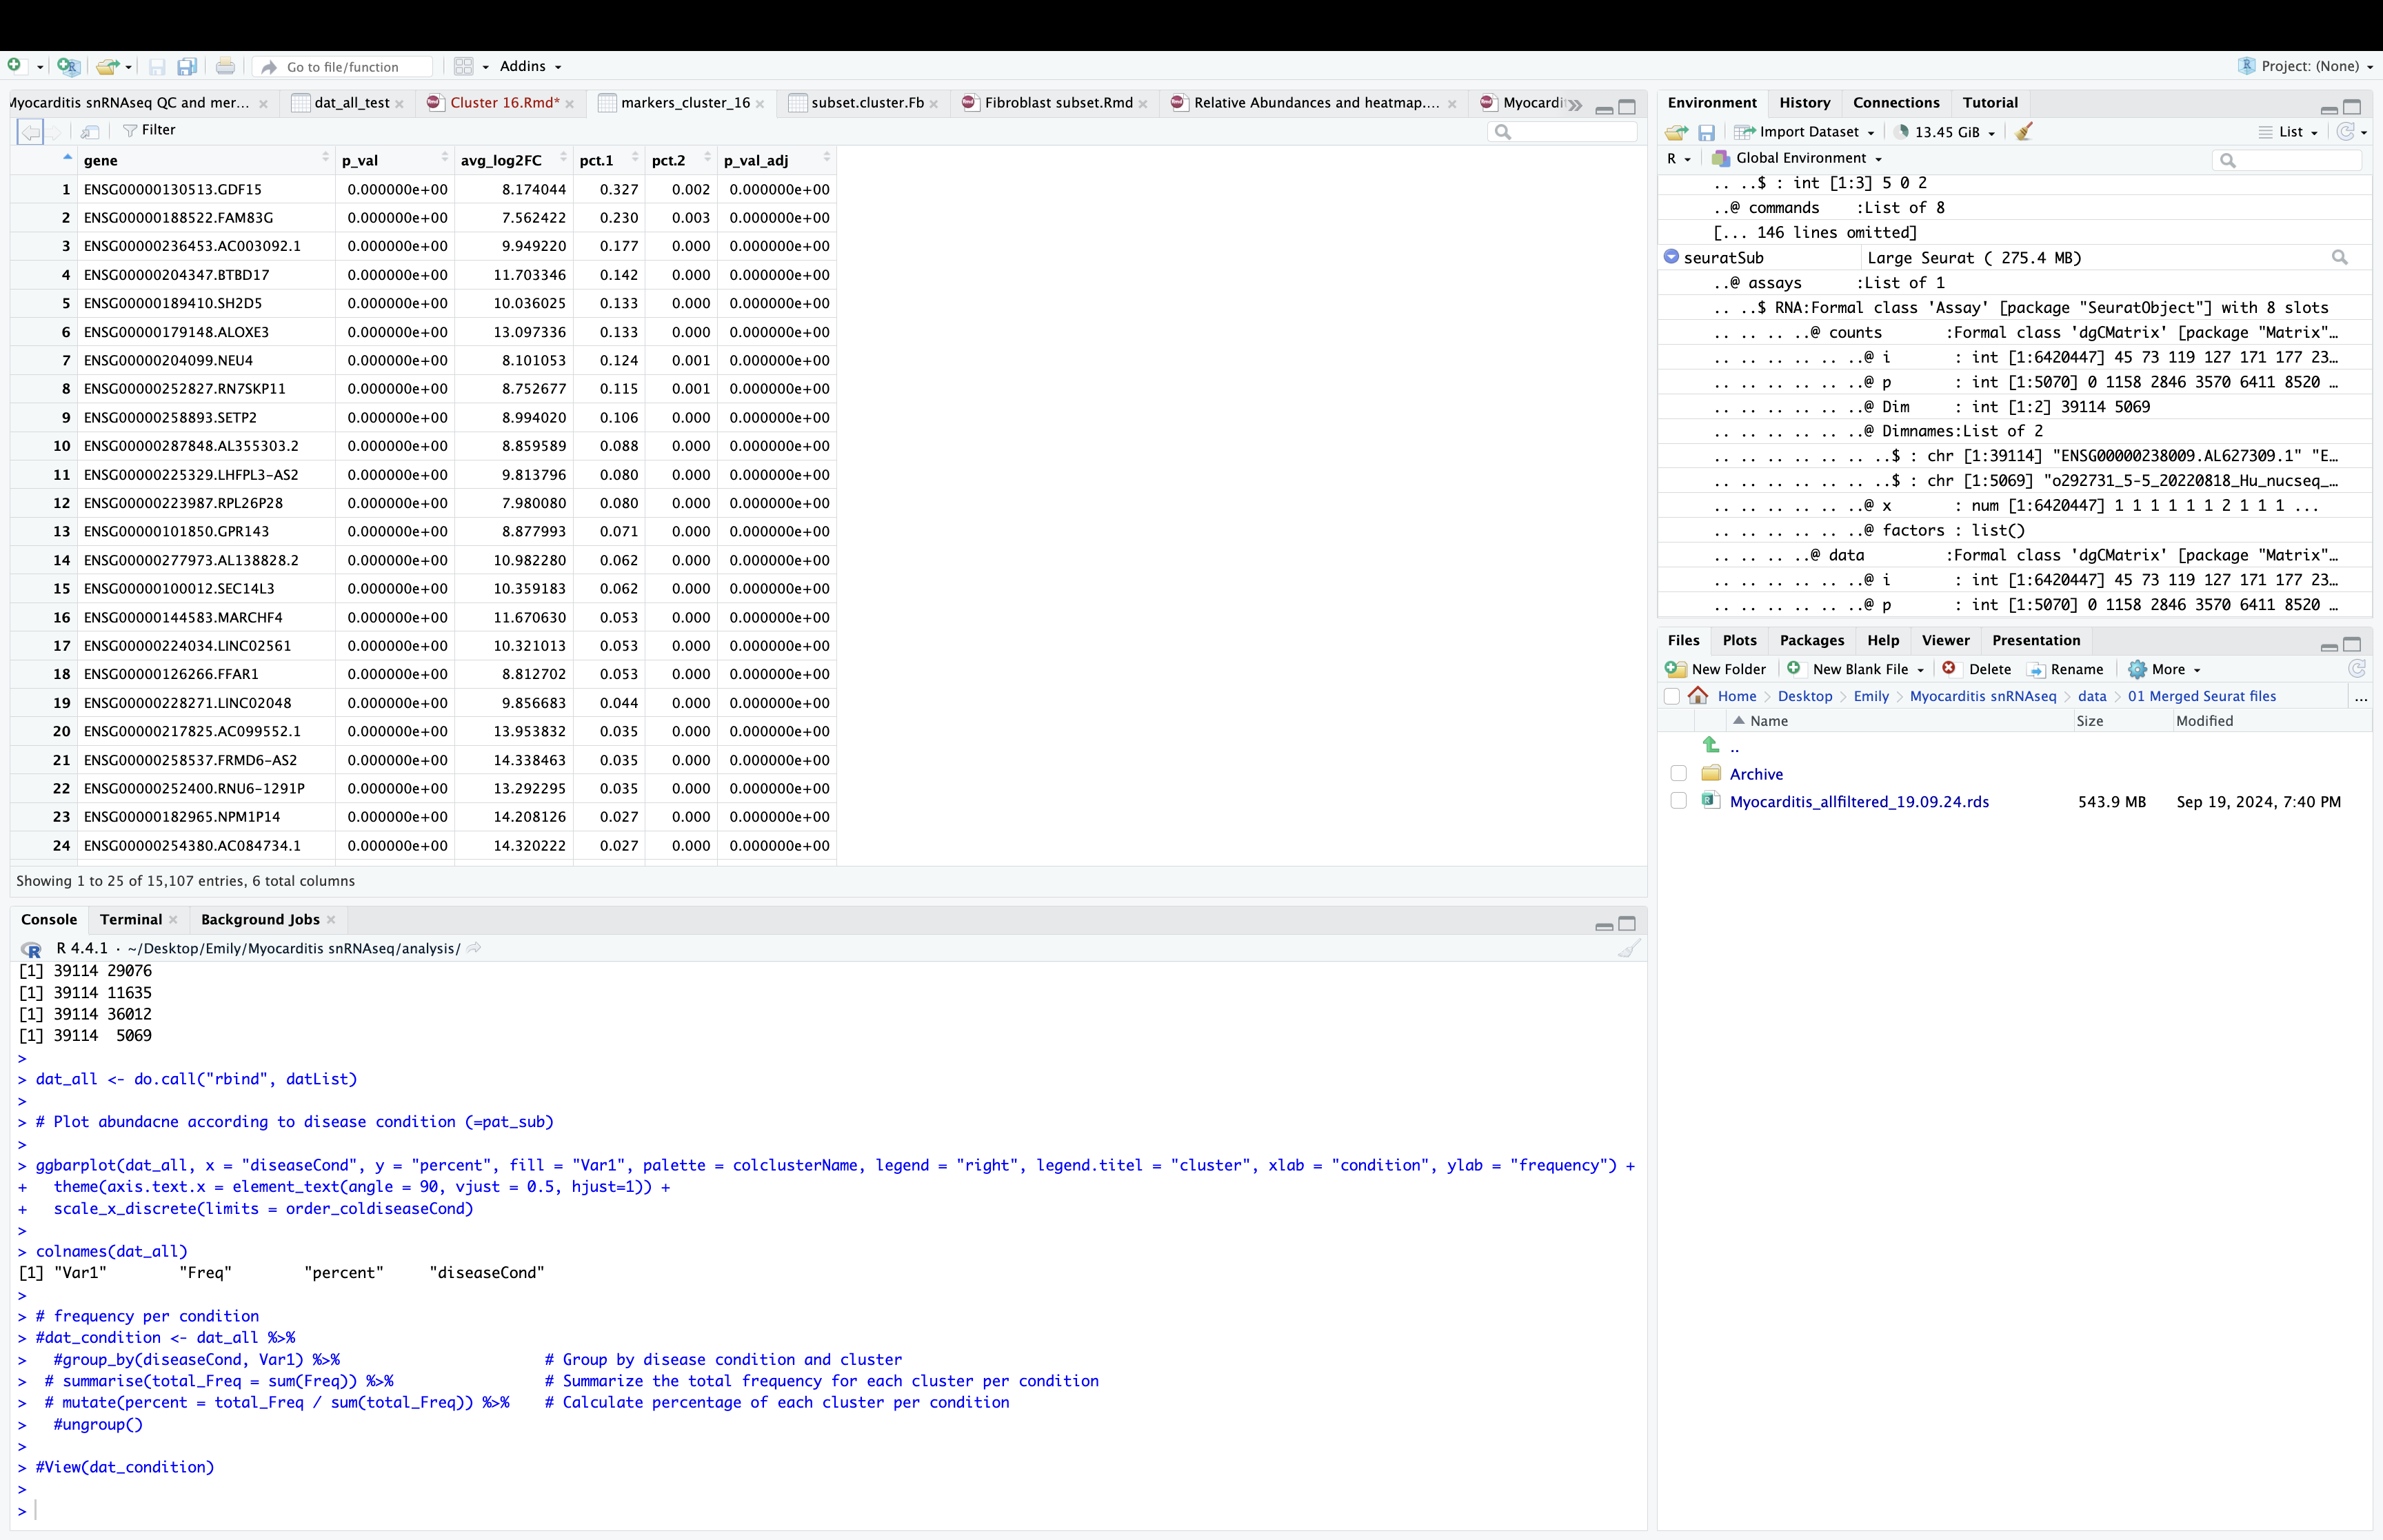 Go to file/function Addins Project: (None)
Myocarditis snRNAseq QC and mer... dat_all_test Cluster 16.Rmd* markers_cluster_16 subset.cluster.Fb Fibroblast subset.Rmd Relative Abundances and heatmap.... Myocardi
Filter
gene p_val avg_log2FC pct.1 pct.2 p_val_adj
1 ENSG00000130513.GDF15 0.000000e+00 8.174044 0.327 0.002 0.000000e+00
2 ENSG00000188522.FAM83G 0.000000e+00 7.562422 0.230 0.003 0.000000e+00
3 ENSG00000236453.AC003092.1 0.000000e+00 9.949220 0.177 0.000 0.000000e+00
4 ENSG00000204347.BTBD17 0.000000e+00 11.703346 0.142 0.000 0.000000e+00
5 ENSG00000189410.SH2D5 0.000000e+00 10.036025 0.133 0.000 0.000000e+00
6 ENSG00000179148.ALOXE3 0.000000e+00 13.097336 0.133 0.000 0.000000e+00
7 ENSG00000204099.NEU4 0.000000e+00 8.101053 0.124 0.001 0.000000e+00
8 ENSG00000252827.RN7SKP11 0.000000e+00 8.752677 0.115 0.001 0.000000e+00
9 ENSG00000258893.SETP2 0.000000e+00 8.994020 0.106 0.000 0.000000e+00
10 ENSG00000287848.AL355303.2 0.000000e+00 8.859589 0.088 0.000 0.000000e+00
11 ENSG00000225329.LHFPL3-AS2 0.000000e+00 9.813796 0.080 0.000 0.000000e+00
12 ENSG00000223987.RPL26P28 0.000000e+00 7.980080 0.080 0.000 0.000000e+00
13 ENSG00000101850.GPR143 0.000000e+00 8.877993 0.071 0.000 0.000000e+00
14 ENSG00000277973.AL138828.2 0.000000e+00 10.982280 0.062 0.000 0.000000e+00
15 ENSG00000100012.SEC14L3 0.000000e+00 10.359183 0.062 0.000 0.000000e+00
16 ENSG00000144583.MARCHF4 0.000000e+00 11.670630 0.053 0.000 0.000000e+00
17 ENSG00000224034.LINC02561 0.000000e+00 10.321013 0.053 0.000 0.000000e+00
18 ENSG00000126266.FFAR1 0.000000e+00 8.812702 0.053 0.000 0.000000e+00
19 ENSG00000228271.LINC02048 0.000000e+00 9.856683 0.044 0.000 0.000000e+00
20 ENSG00000217825.AC099552.1 0.000000e+00 13.953832 0.035 0.000 0.000000e+00
21 ENSG00000258537.FRMD6-AS2 0.000000e+00 14.338463 0.035 0.000 0.000000e+00
22 ENSG00000252400.RNU6-1291P 0.000000e+00 13.292295 0.035 0.000 0.000000e+00
23 ENSG00000182965.NPM1P14 0.000000e+00 14.208126 0.027 0.000 0.000000e+00
24 ENSG00000254380.AC084734.1 0.000000e+00 14.320222 0.027 0.000 0.000000e+00
Showing 1 to 25 of 15,107 entries, 6 total columns
Console Terminal Background Jobs
R 4.4.1 · ~/Desktop/Emily/Myocarditis snRNAseq/analysis/
[1] 39114 29076
[1] 39114 11635
[1] 39114 36012
[1] 39114  5069
>
> dat_all <- do.call("rbind", datList)
>
> # Plot abundacne according to disease condition (=pat_sub)
>
> ggbarplot(dat_all, x = "diseaseCond", y = "percent", fill = "Var1", palette = colclusterName, legend = "right", legend.titel = "cluster", xlab = "condition", ylab = "frequency") +
+   theme(axis.text.x = element_text(angle = 90, vjust = 0.5, hjust=1)) +
+   scale_x_discrete(limits = order_coldiseaseCond)
>
> colnames(dat_all)
[1] "Var1"        "Freq"        "percent"     "diseaseCond"
>
> # frequency per condition
> #dat_condition <- dat_all %>%
>   #group_by(diseaseCond, Var1) %>%                       # Group by disease condition and cluster
>  # summarise(total_Freq = sum(Freq)) %>%                 # Summarize the total frequency for each cluster per condition
>  # mutate(percent = total_Freq / sum(total_Freq)) %>%    # Calculate percentage of each cluster per condition
>   #ungroup()
>
> #View(dat_condition)
>
>
Environment History Connections Tutorial
Import Dataset 13.45 GiB List
R Global Environment
.. ..$ : int [1:3] 5 0 2
..@ commands    :List of 8
[... 146 lines omitted]
seuratSub Large Seurat ( 275.4 MB)
..@ assays      :List of 1
.. ..$ RNA:Formal class 'Assay' [package "SeuratObject"] with 8 slots
.. .. .. ..@ counts       :Formal class 'dgCMatrix' [package "Matrix"…
.. .. .. .. .. ..@ i       : int [1:6420447] 45 73 119 127 171 177 23…
.. .. .. .. .. ..@ p       : int [1:5070] 0 1158 2846 3570 6411 8520 …
.. .. .. .. .. ..@ Dim     : int [1:2] 39114 5069
.. .. .. .. .. ..@ Dimnames:List of 2
.. .. .. .. .. .. ..$ : chr [1:39114] "ENSG00000238009.AL627309.1" "E…
.. .. .. .. .. .. ..$ : chr [1:5069] "o292731_5-5_20220818_Hu_nucseq_…
.. .. .. .. .. ..@ x       : num [1:6420447] 1 1 1 1 1 1 2 1 1 1 ...
.. .. .. .. .. ..@ factors : list()
.. .. .. ..@ data         :Formal class 'dgCMatrix' [package "Matrix"…
.. .. .. .. .. ..@ i       : int [1:6420447] 45 73 119 127 171 177 23…
.. .. .. .. .. ..@ p       : int [1:5070] 0 1158 2846 3570 6411 8520 …
Files Plots Packages Help Viewer Presentation
New Folder New Blank File Delete Rename More
Home > Desktop > Emily > Myocarditis snRNAseq > data > 01 Merged Seurat files ...
Name Size Modified
..
Archive
Myocarditis_allfiltered_19.09.24.rds 543.9 MB Sep 19, 2024, 7:40 PM